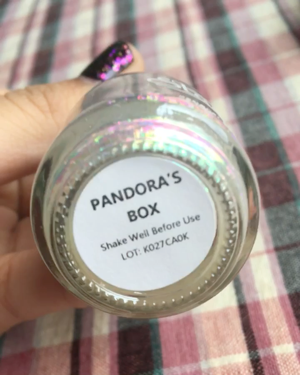 PANDORA'S
BOX
Shake Well Before Use
LOT: K027CA0K